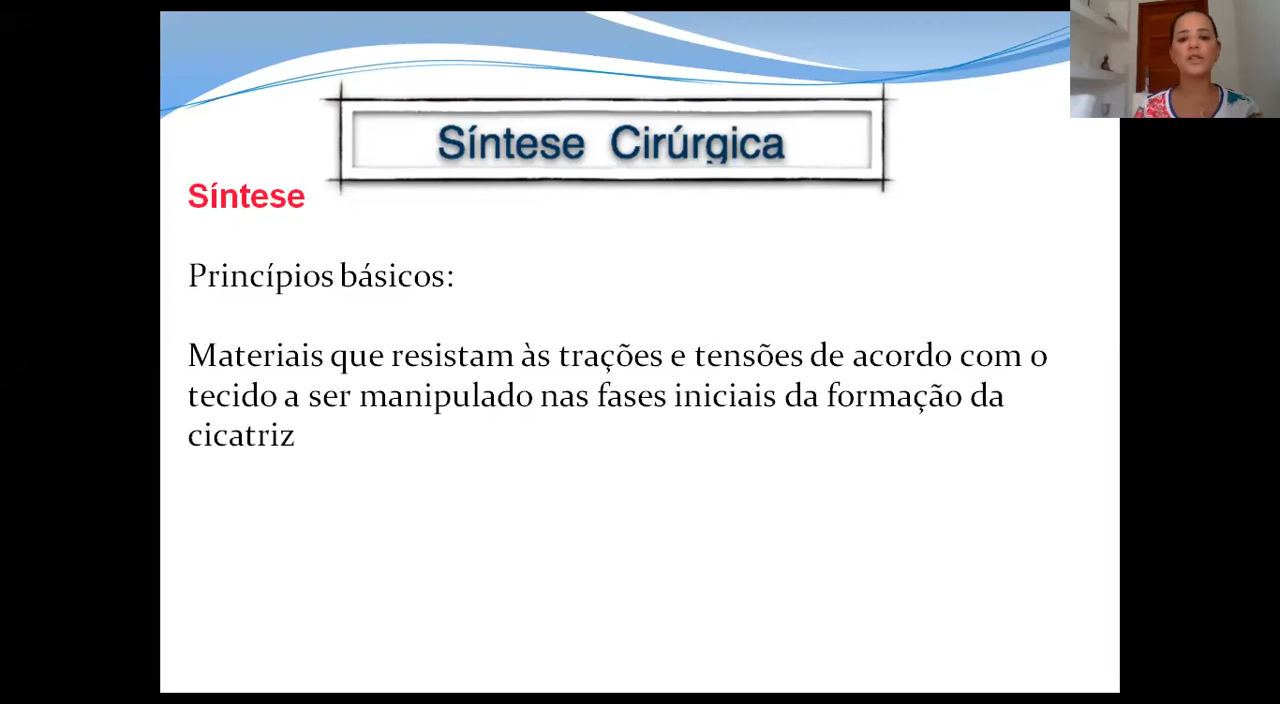 Síntese Cirúrgica
Síntese
Princípios básicos:
Materiais que resistam às trações e tensões de acordo com o
tecido a ser manipulado nas fases iniciais da formação da
cicatriz